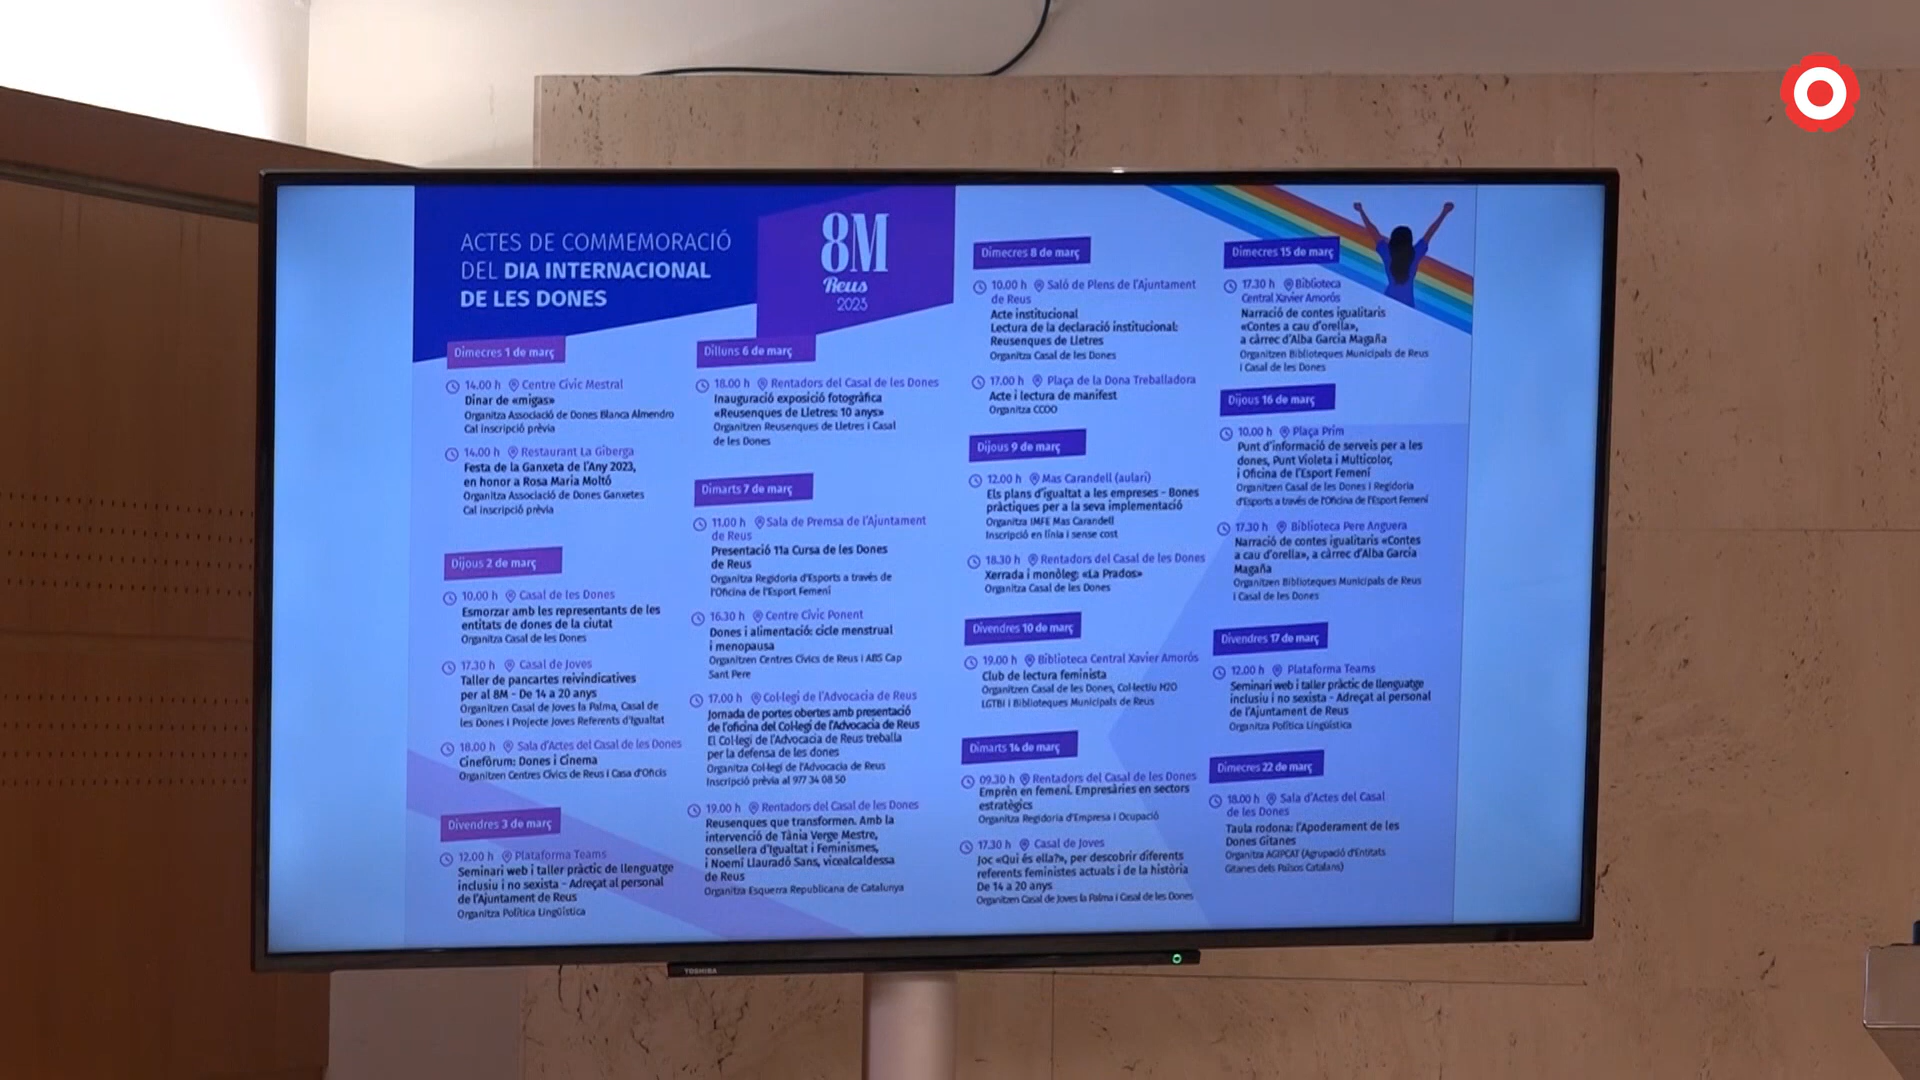 ACTES DE COMMEMORACIÓ
DEL DIA INTERNACIONAL
DE LES DONES
8M
Reus
2023
Dimecres 1 de març
14.00 h Centre Cívic Mestral
Dinar de «migas»
Organitza Associació de Dones Blanca Almendro
Cal inscripció prèvia
14.00 h Restaurant La Giberga
Festa de la Ganxeta de l'Any 2023,
en honor a Rosa Maria Moltó
Organitza Associació de Dones Ganxetes
Cal inscripció prèvia
Dijous 2 de març
10.00 h Casal de les Dones
Esmorzar amb les representants de les
entitats de dones de la ciutat
Organitza Casal de les Dones
17.30 h Casal de Joves
Taller de pancartes reivindicatives
per al 8M - De 14 a 20 anys
Organitzen Casal de Joves la Palma, Casal de
les Dones i Projecte Joves Referents d'Igualtat
18.00 h Sala d'Actes del Casal de les Dones
Cinefòrum: Dones i Cinema
Organitzen Centres Cívics de Reus i Casa d'Oficis
Divendres 3 de març
12.00 h Plataforma Teams
Seminari web i taller pràctic de llenguatge
inclusiu i no sexista - Adreçat al personal
de l'Ajuntament de Reus
Organitza Política Lingüística
Dilluns 6 de març
18.00 h Rentadors del Casal de les Dones
Inauguració exposició fotogràfica
«Reusenques de Lletres: 10 anys»
Organitzen Reusenques de Lletres i Casal
de les Dones
Dimarts 7 de març
11.00 h Sala de Premsa de l'Ajuntament
de Reus
Presentació 11a Cursa de les Dones
de Reus
Organitza Regidoria d'Esports a través de
l'Oficina de l'Esport Femení
16.30 h Centre Cívic Ponent
Dones i alimentació: cicle menstrual
i menopausa
Organitzen Centres Cívics de Reus i ABS Cap
Sant Pere
17.00 h Col·legi de l'Advocacia de Reus
Jornada de portes obertes amb presentació
de l'oficina del Col·legi de l'Advocacia de Reus
El Col·legi de l'Advocacia de Reus treballa
per la defensa de les dones
Organitza Col·legi de l'Advocacia de Reus
Inscripció prèvia al 977 34 08 50
19.00 h Rentadors del Casal de les Dones
Reusenques que transformen. Amb la
intervenció de Tània Verge Mestre,
consellera d'Igualtat i Feminismes,
i Noemí Llauradó Sans, vicealcaldessa
de Reus
Organitza Esquerra Republicana de Catalunya
Dimecres 8 de març
10.00 h Saló de Plens de l'Ajuntament
de Reus
Acte institucional
Lectura de la declaració institucional:
Reusenques de Lletres
Organitza Casal de les Dones
17.00 h Plaça de la Dona Treballadora
Acte i lectura de manifest
Organitza CCOO
Dijous 9 de març
12.00 h Mas Carandell (aulari)
Els plans d'igualtat a les empreses - Bones
pràctiques per a la seva implementació
Organitza IMFE Mas Carandell
Inscripció en línia i sense cost
18.30 h Rentadors del Casal de les Dones
Xerrada i monòleg: «La Prados»
Organitza Casal de les Dones
Divendres 10 de març
19.00 h Biblioteca Central Xavier Amorós
Club de lectura feminista
Organitzen Casal de les Dones, Col·lectiu H2O
LGTBI i Biblioteques Municipals de Reus
Dimarts 14 de març
09.30 h Rentadors del Casal de les Dones
Emprèn en femení. Empresàries en sectors
estratègics
Organitza Regidoria d'Empresa i Ocupació
17.30 h Casal de Joves
Joc «Qui és ella?», per descobrir diferents
referents feministes actuals i de la història
De 14 a 20 anys
Organitzen Casal de Joves la Palma i Casal de les Dones
Dimecres 15 de març
17.30 h Biblioteca
Central Xavier Amorós
Narració de contes igualitaris
«Contes a cau d'orella»,
a càrrec d'Alba Garcia Magaña
Organitzen Biblioteques Municipals de Reus
i Casal de les Dones
Dijous 16 de març
10.00 h Plaça Prim
Punt d'informació de serveis per a les
dones, Punt Violeta i Multicolor,
i Oficina de l'Esport Femení
Organitzen Casal de les Dones i Regidoria
d'Esports a través de l'Oficina de l'Esport Femení
17.30 h Biblioteca Pere Anguera
Narració de contes igualitaris «Contes
a cau d'orella», a càrrec d'Alba Garcia
Magaña
Organitzen Biblioteques Municipals de Reus
i Casal de les Dones
Divendres 17 de març
12.00 h Plataforma Teams
Seminari web i taller pràctic de llenguatge
inclusiu i no sexista - Adreçat al personal
de l'Ajuntament de Reus
Organitza Política Lingüística
Dimecres 22 de març
18.00 h Sala d'Actes del Casal
de les Dones
Taula rodona: l'Apoderament de les
Dones Gitanes
Organitza AGIPCAT (Agrupació d'Entitats
Gitanes dels Països Catalans)
TOSHIBA